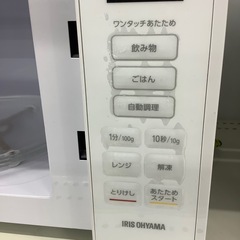 ワンタッチあたため
飲み物
ごはん
自動調理
1分/100g 10秒/10g
レンジ 解凍
とりけし あたためスタート
IRIS OHYAMA